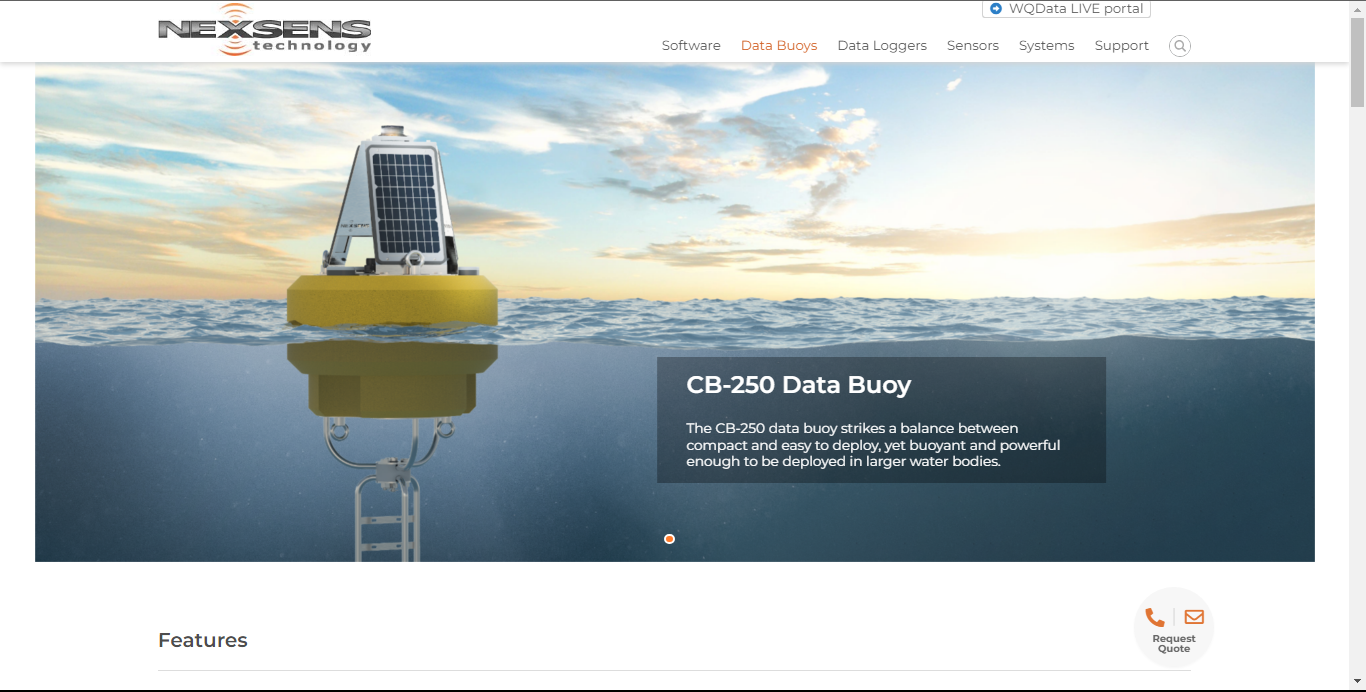 WQData LIVE portal
NEXSENS
technology
Software Data Buoys Data Loggers Sensors Systems Support
CB-250 Data Buoy
The CB-250 data buoy strikes a balance between
compact and easy to deploy, yet buoyant and powerful
enough to be deployed in larger water bodies.
Features
Request
Quote